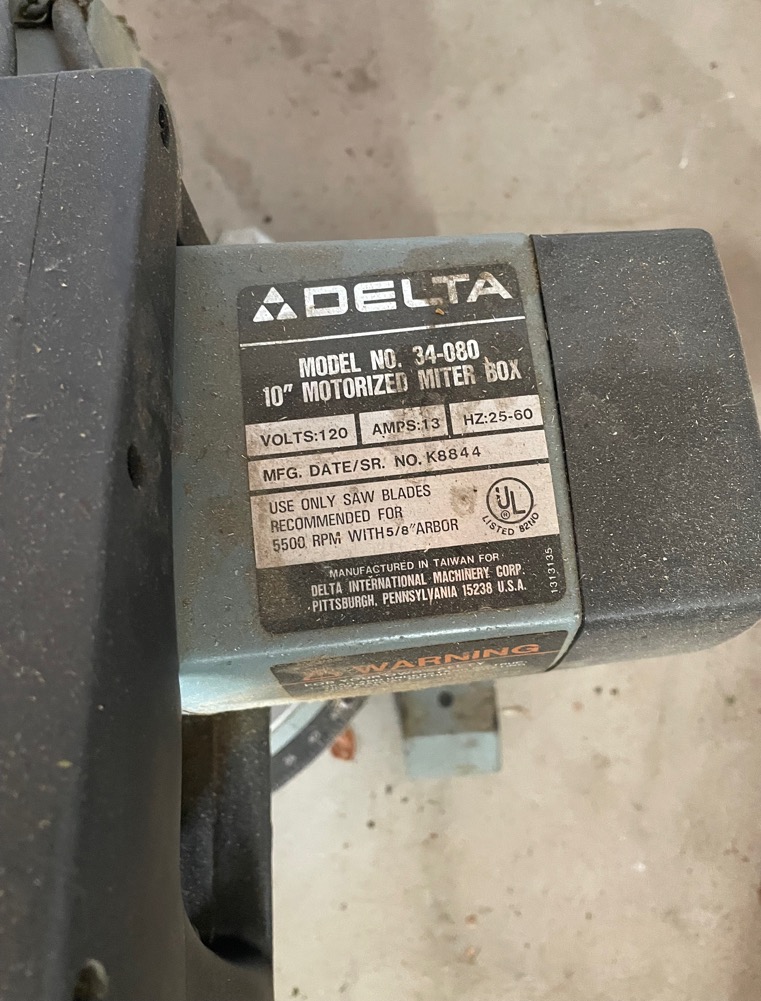 DELTA
MODEL NO. 34-080
10" MOTORIZED MITER BOX
VOLTS:120 AMPS:13 HZ:25-60
MFG. DATE/SR. NO. K8844
USE ONLY SAW BLADES
RECOMMENDED FOR
5500 RPM WITH 5/8" ARBOR
UL
®
LISTED 82N0
MANUFACTURED IN TAIWAN FOR
DELTA INTERNATIONAL MACHINERY CORP.
PITTSBURGH, PENNSYLVANIA 15238 U.S.A.
1313135
WARNING